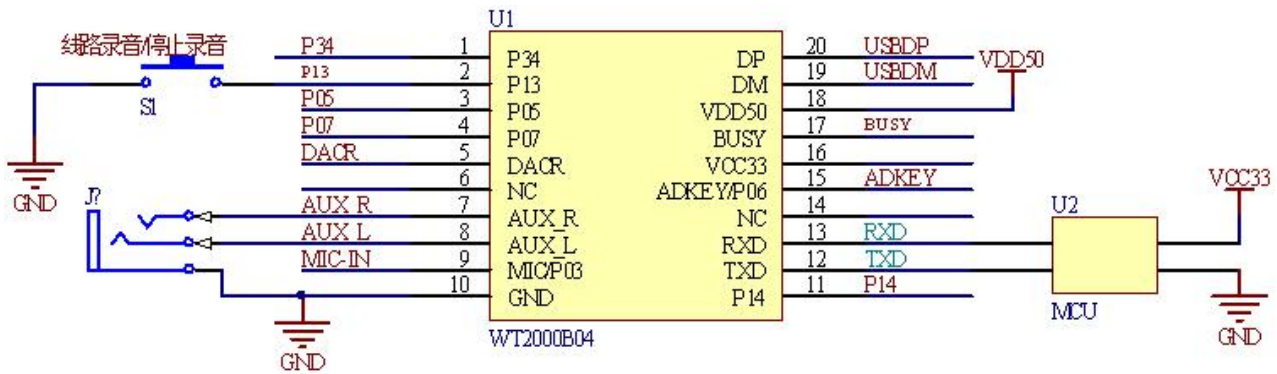 U1
线路录音/停止录音
P34 1 P34 DP 20 USBDP
P13 2 P13 DM 19 USBDM VDD50
S1 P05 3 P05 VDD50 18
P07 4 P07 BUSY 17 BUSY
DACR 5 DACR VCC33 16
GND J? 6 NC ADKEY/P06 15 ADKEY VCC33
AUX R 7 AUX_R NC 14 U2
AUX L 8 AUX_L RXD 13 RXD
MIC-IN 9 MIC/P03 TXD 12 TXD
10 GND P14 11 P14 MCU
GND WT2000B04 GND